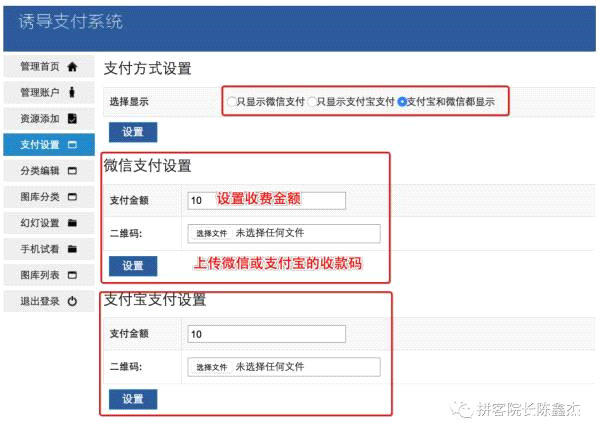 诱导支付系统
管理首页
管理账户
资源添加
支付设置
分类编辑
图库分类
幻灯设置
手机试看
图库列表
退出登录
支付方式设置
选择显示 只显示微信支付 只显示支付宝支付 支付宝和微信都显示
设置
微信支付设置
支付金额 10 设置收费金额
二维码: 选择文件 未选择任何文件
设置 上传微信或支付宝的收款码
支付宝支付设置
支付金额 10
二维码: 选择文件 未选择任何文件
设置
拼客院长陈鑫杰